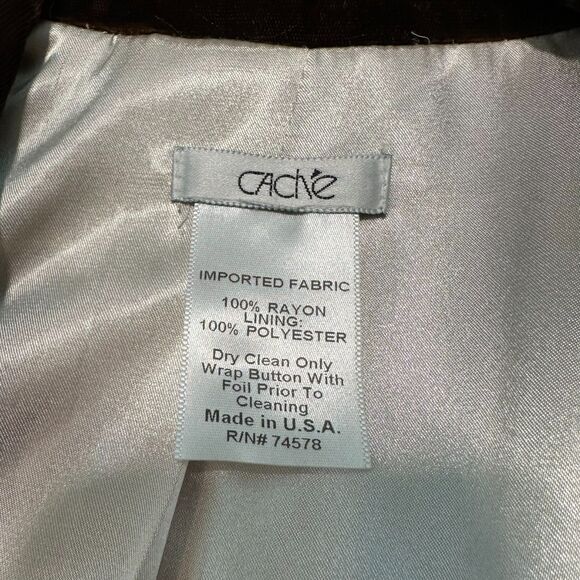 CAché
IMPORTED FABRIC
100% RAYON
LINING:
100% POLYESTER
Dry Clean Only
Wrap Button With
Foil Prior To
Cleaning
Made in U.S.A.
R/N# 74578